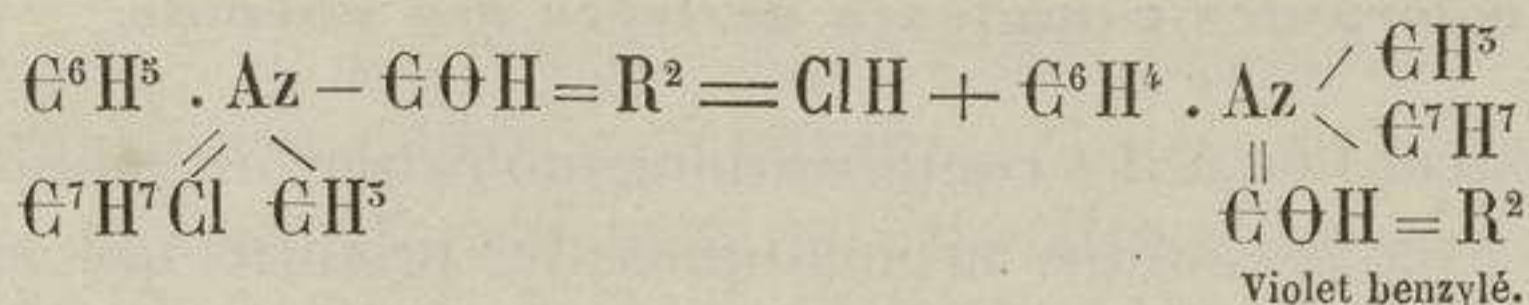 C⁶H⁵ . Az – COH = R² = ClH + C⁶H⁴ . Az / CH³
\ C⁷H⁷
C⁷H⁷Cl CH³
COH = R²
Violet benzylé.